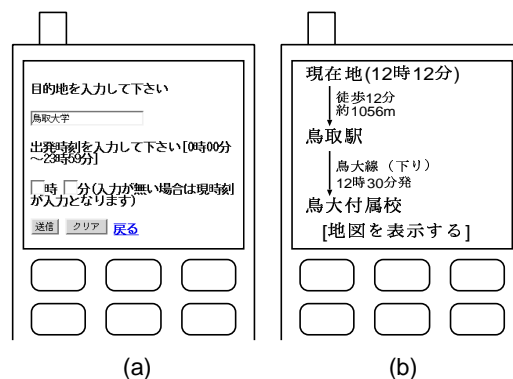 目的地を入力して下さい
鳥取大学
出発時刻を入力して下さい[0時00分
~23時59分]
時 分(入力が無い場合は現時刻
が入力となります)
送信 クリア 戻る
(a)
現在地(12時12分)
徒歩12分
約1056m
鳥取駅
鳥大線（下り）
12時30分発
鳥大付属校
[地図を表示する]
(b)